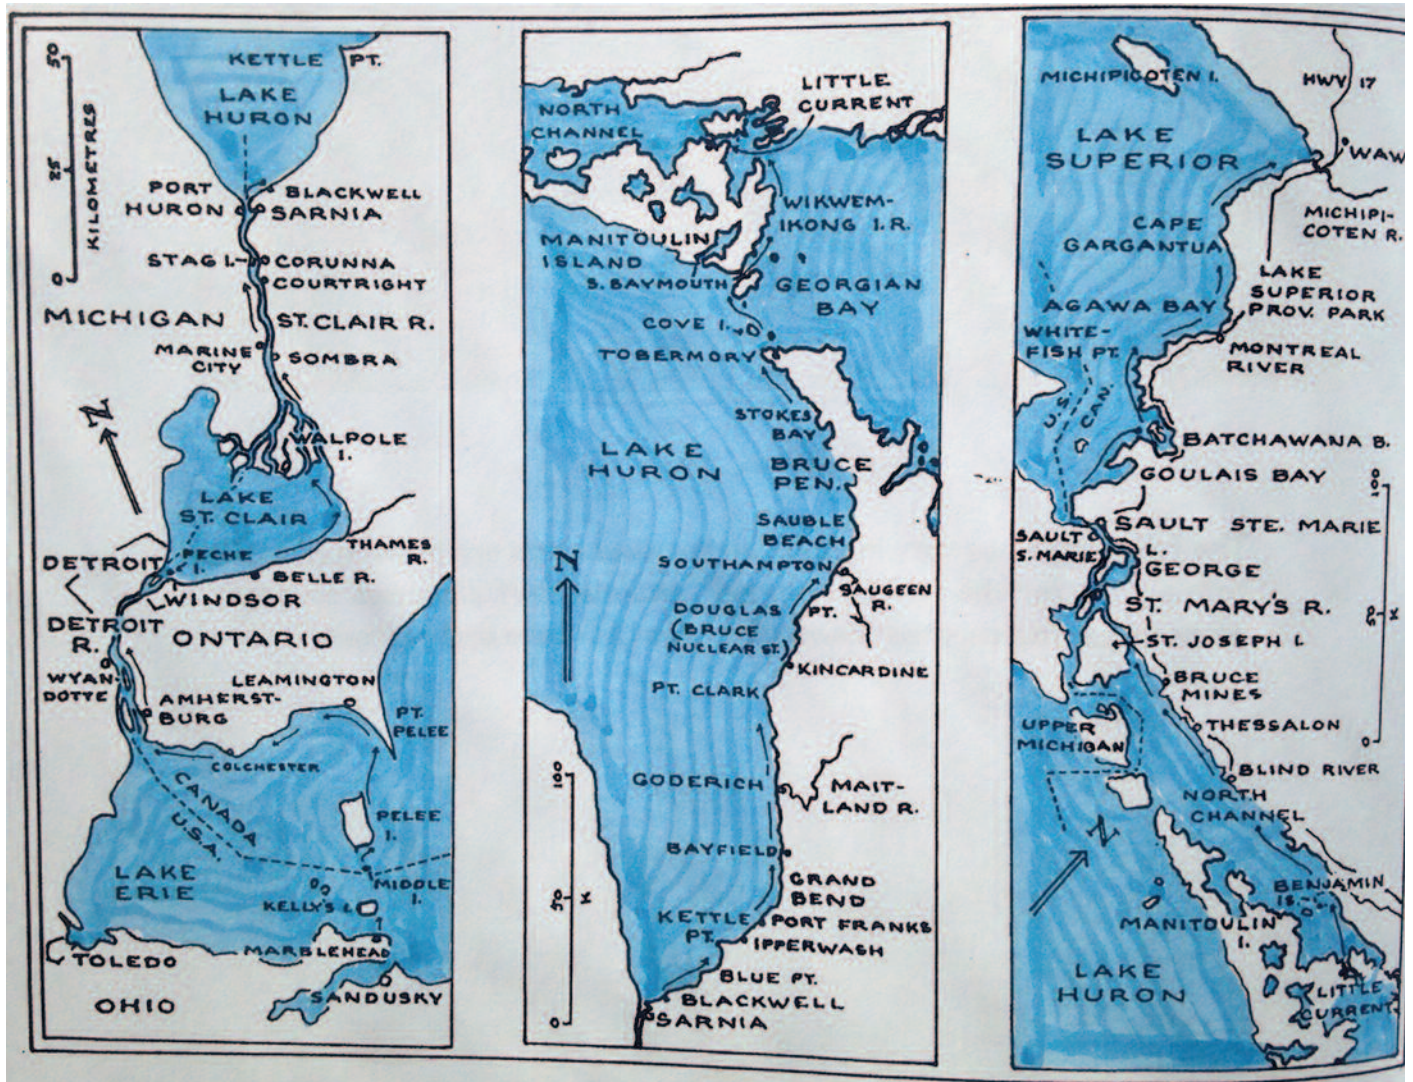 50
25
0
KILOMETRES
KETTLE PT.
LAKE
HURON
PORT
HURON
BLACKWELL
SARNIA
STAG I.
CORUNNA
COURTRIGHT
MICHIGAN
ST. CLAIR R.
MARINE
CITY
SOMBRA
N
WALPOLE
I.
LAKE
ST. CLAIR
THAMES
R.
DETROIT
PECHE
I.
BELLE R.
WINDSOR
DETROIT
R.
ONTARIO
WYAN-
DOTTE
LEAMINGTON
AMHERST-
BURG
PT.
PELEE
COLCHESTER
CANADA
U.S.A.
PELEE
I.
LAKE
ERIE
MIDDLE
I.
KELLY'S I.
MARBLEHEAD
TOLEDO
SANDUSKY
OHIO
LITTLE
CURRENT
NORTH
CHANNEL
WIKWEM-
IKONG I.R.
MANITOULIN
ISLAND
S. BAYMOUTH
GEORGIAN
BAY
COVE I.
TOBERMORY
STOKES
BAY
LAKE
HURON
BRUCE
PEN.
SAUBLE
BEACH
N
SOUTHAMPTON
SAUGEEN
R.
PT.
DOUGLAS
(BRUCE
NUCLEAR ST.)
KINCARDINE
PT. CLARK
100
GODERICH
MAIT-
LAND R.
BAYFIELD
50
K
GRAND
BEND
KETTLE
PT.
PORT FRANKS
IPPERWASH
BLUE PT.
0
BLACKWELL
SARNIA
MICHIPICOTEN I.
HWY 17
LAKE
SUPERIOR
WAW
MICHIPI-
COTEN R.
CAPE
GARGANTUA
LAKE
SUPERIOR
PROV. PARK
AGAWA BAY
WHITE-
FISH PT.
MONTREAL
RIVER
U.S.
CAN.
BATCHAWANA B.
GOULAIS BAY
100
SAULT STE. MARIE
SAULT
S. MARIE
L.
GEORGE
ST. MARY'S R.
50
K
ST. JOSEPH I.
BRUCE
MINES
THESSALON
0
UPPER
MICHIGAN
BLIND RIVER
NORTH
CHANNEL
N
BENJAMIN
IS.
MANITOULIN
I.
LAKE
HURON
LITTLE
CURRENT